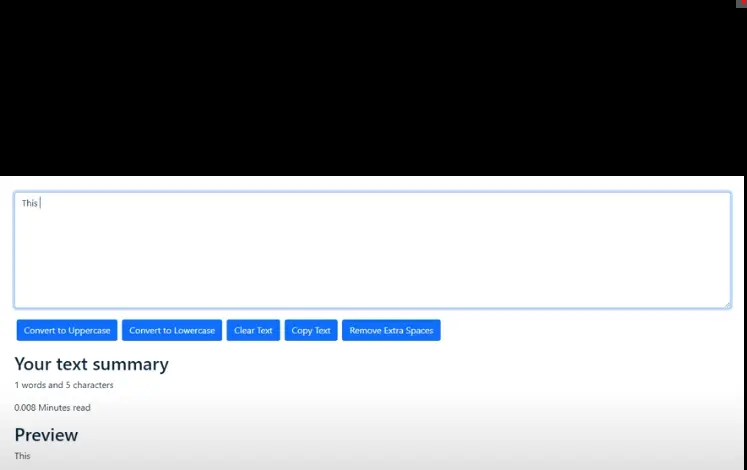 This
Convert to Uppercase Convert to Lowercase Clear Text Copy Text Remove Extra Spaces
Your text summary
1 words and 5 characters
0.008 Minutes read
Preview
This